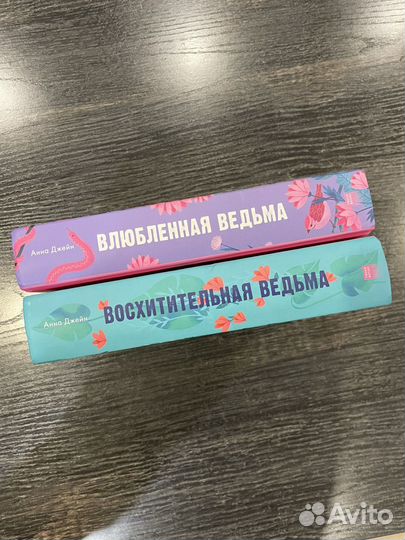 Анна Джейн
ВЛЮБЛЕННАЯ ВЕДЬМА
Анна Джейн
ВОСХИТИТЕЛЬНАЯ ВЕДЬМА
Avito